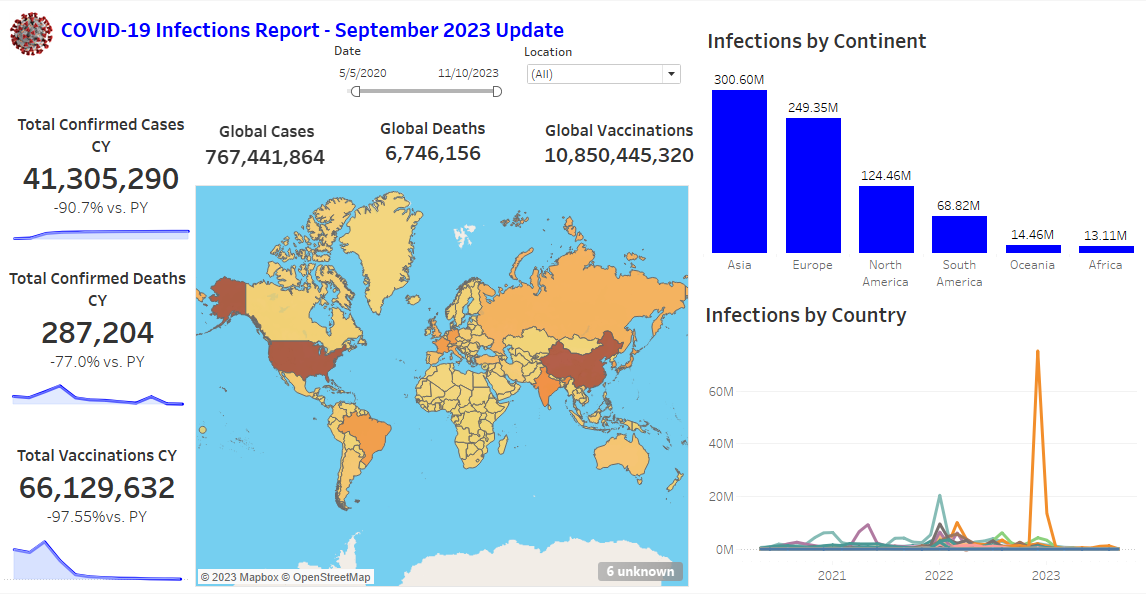 COVID-19 Infections Report - September 2023 Update
Date
5/5/2020
11/10/2023
Location
(All)
Total Confirmed Cases
CY
41,305,290
-90.7% vs. PY
Total Confirmed Deaths
CY
287,204
-77.0% vs. PY
Total Vaccinations CY
66,129,632
-97.55%vs. PY
Global Cases
767,441,864
Global Deaths
6,746,156
Global Vaccinations
10,850,445,320
© 2023 Mapbox © OpenStreetMap
6 unknown
Infections by Continent
300.60M
249.35M
124.46M
68.82M
14.46M
13.11M
Asia
Europe
North
America
South
America
Oceania
Africa
Infections by Country
60M
40M
20M
0M
2021
2022
2023